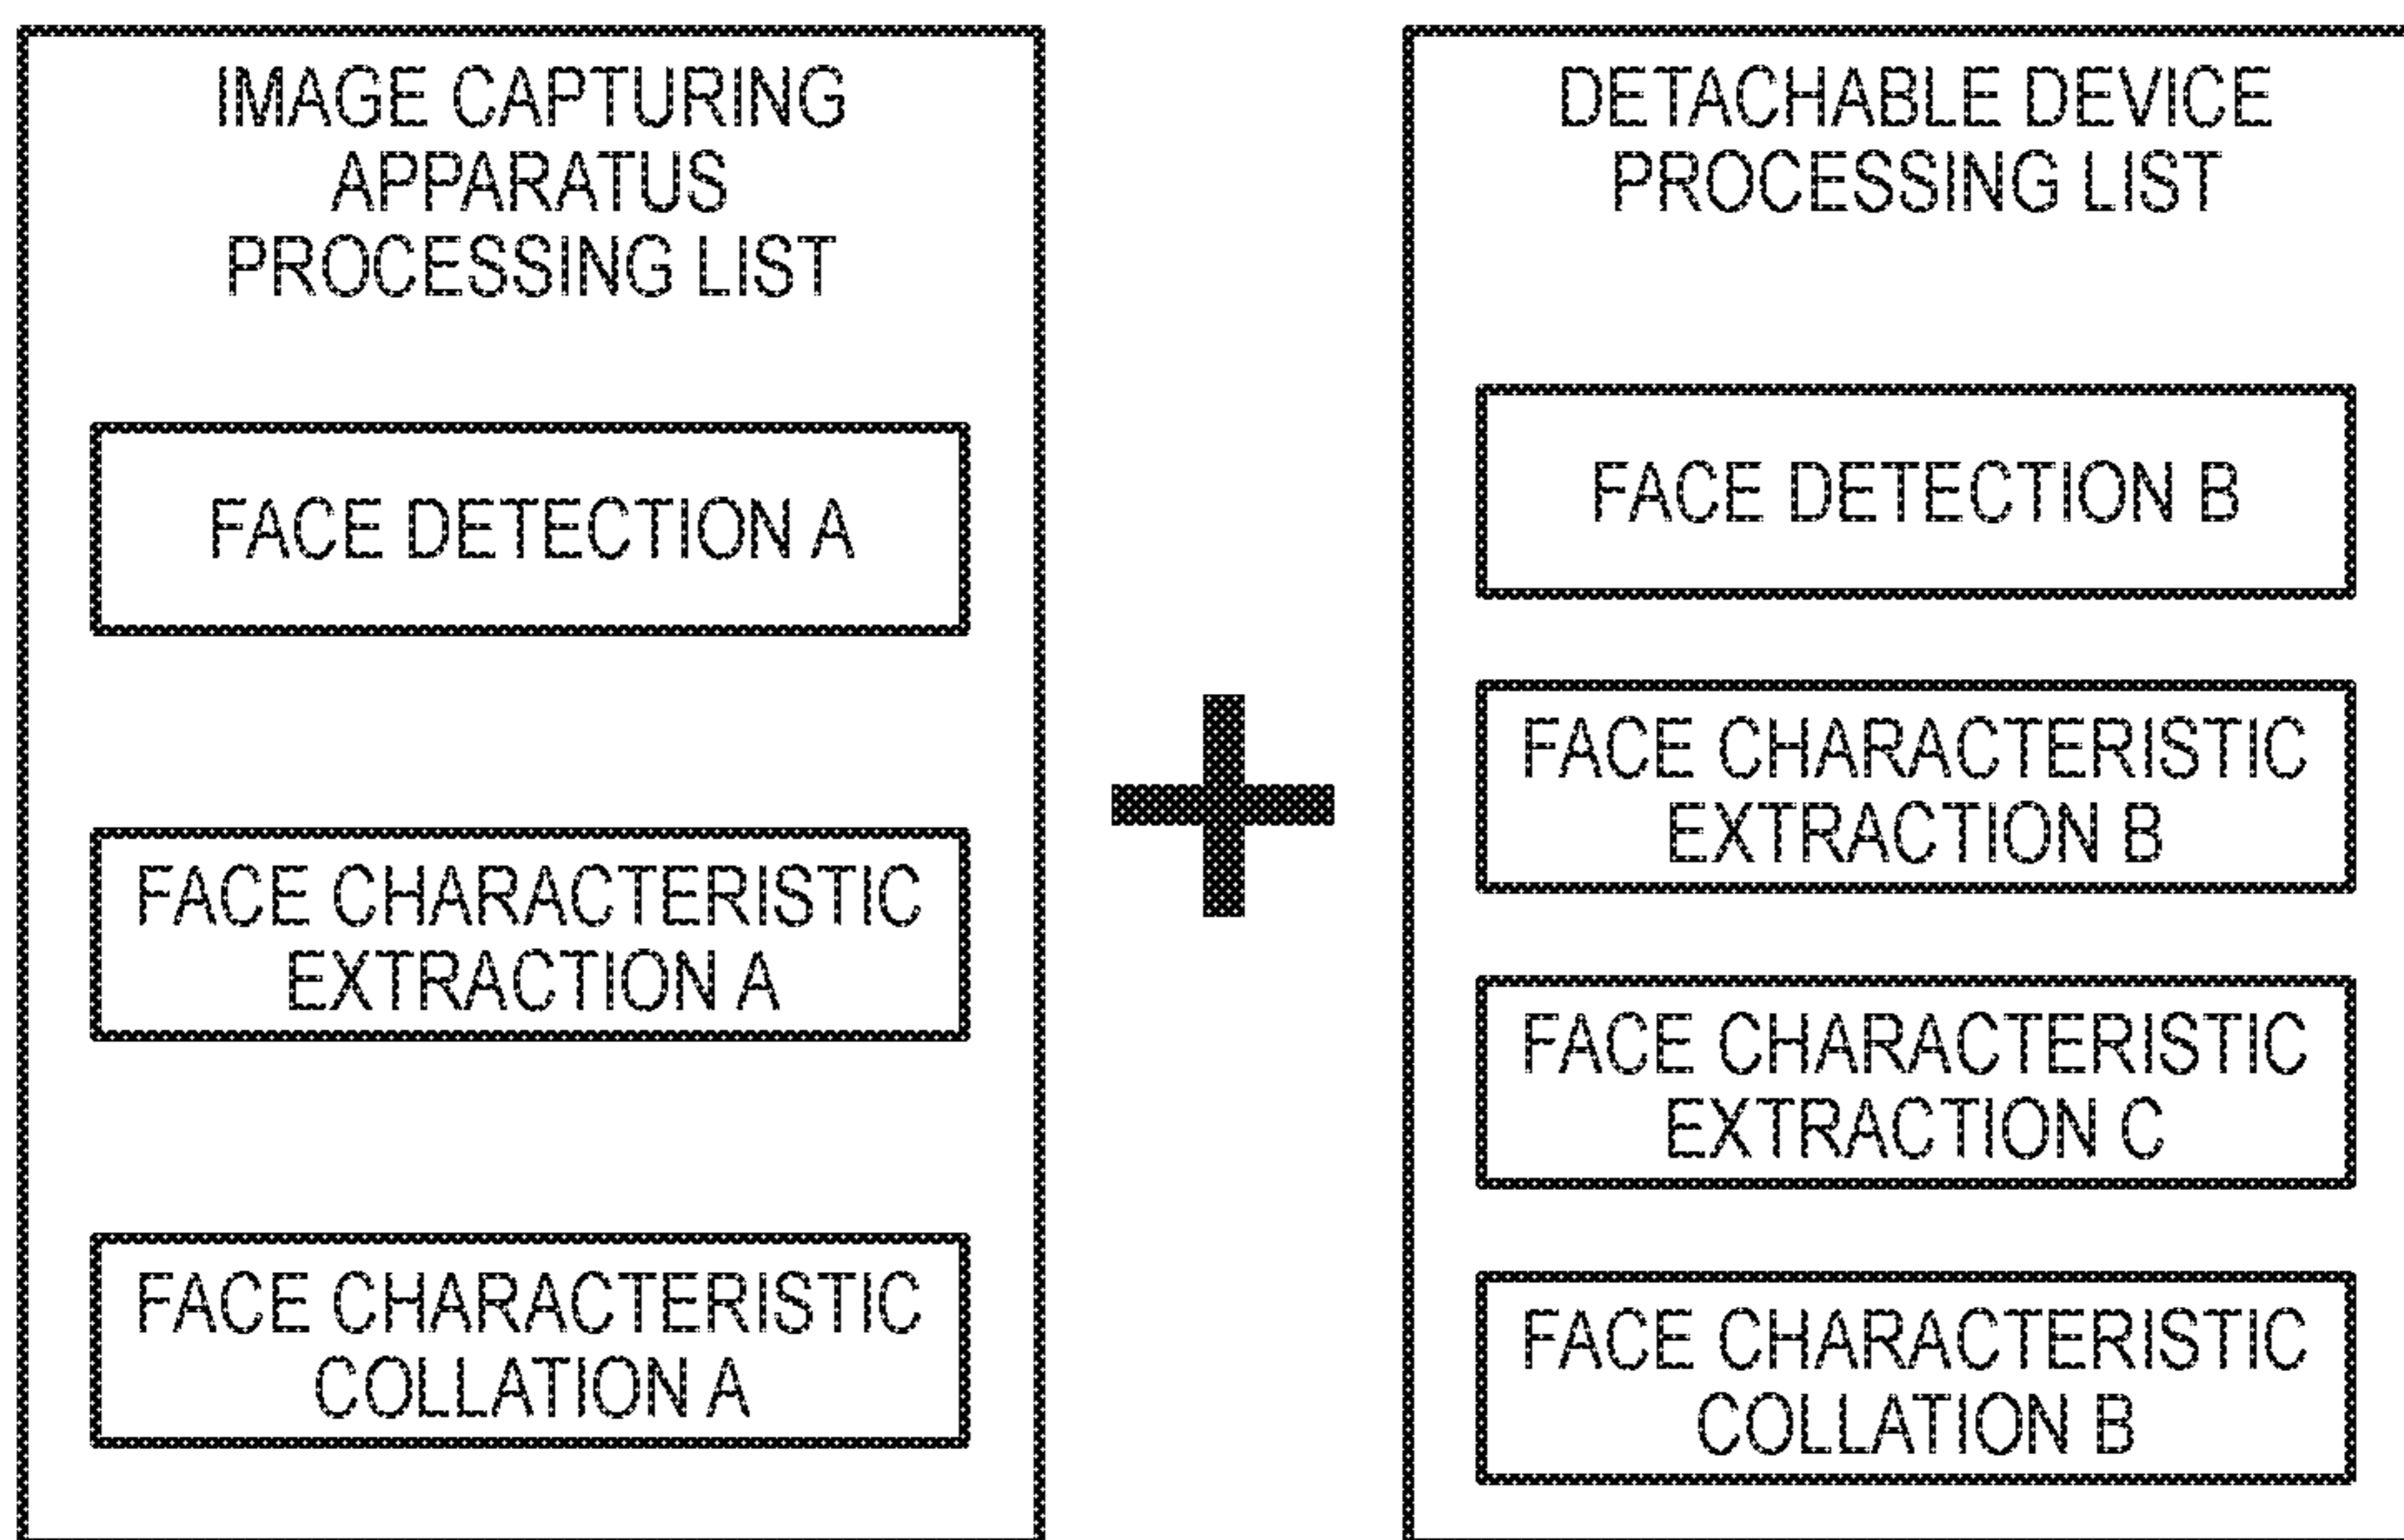 IMAGE CAPTURING
APPARATUS
PROCESSING LIST
FACE DETECTION A
FACE CHARACTERISTIC
EXTRACTION A
FACE CHARACTERISTIC
COLLATION A
DETACHABLE DEVICE
PROCESSING LIST
FACE DETECTION B
FACE CHARACTERISTIC
EXTRACTION B
FACE CHARACTERISTIC
EXTRACTION C
FACE CHARACTERISTIC
COLLATION B